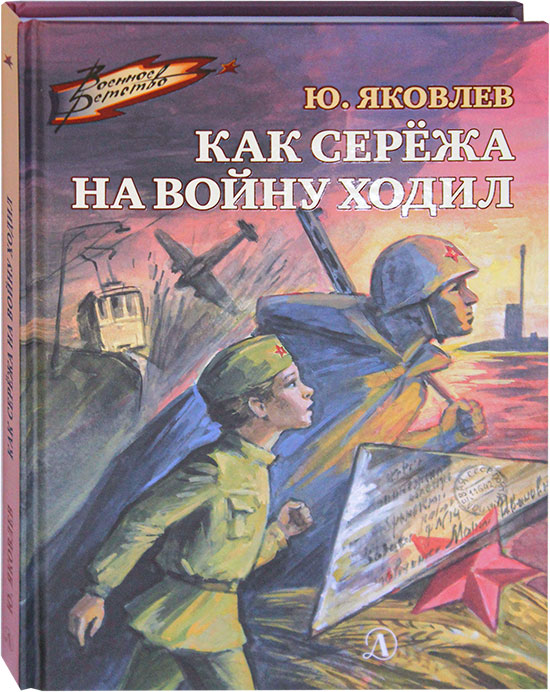 Военное
Детство
Ю. ЯКОВЛЕВ
КАК СЕРЁЖА
НА ВОЙНУ ХОДИЛ
КАК СЕРЁЖА НА ВОЙНУ ХОДИЛ
Ю. ЯКОВЛЕВ